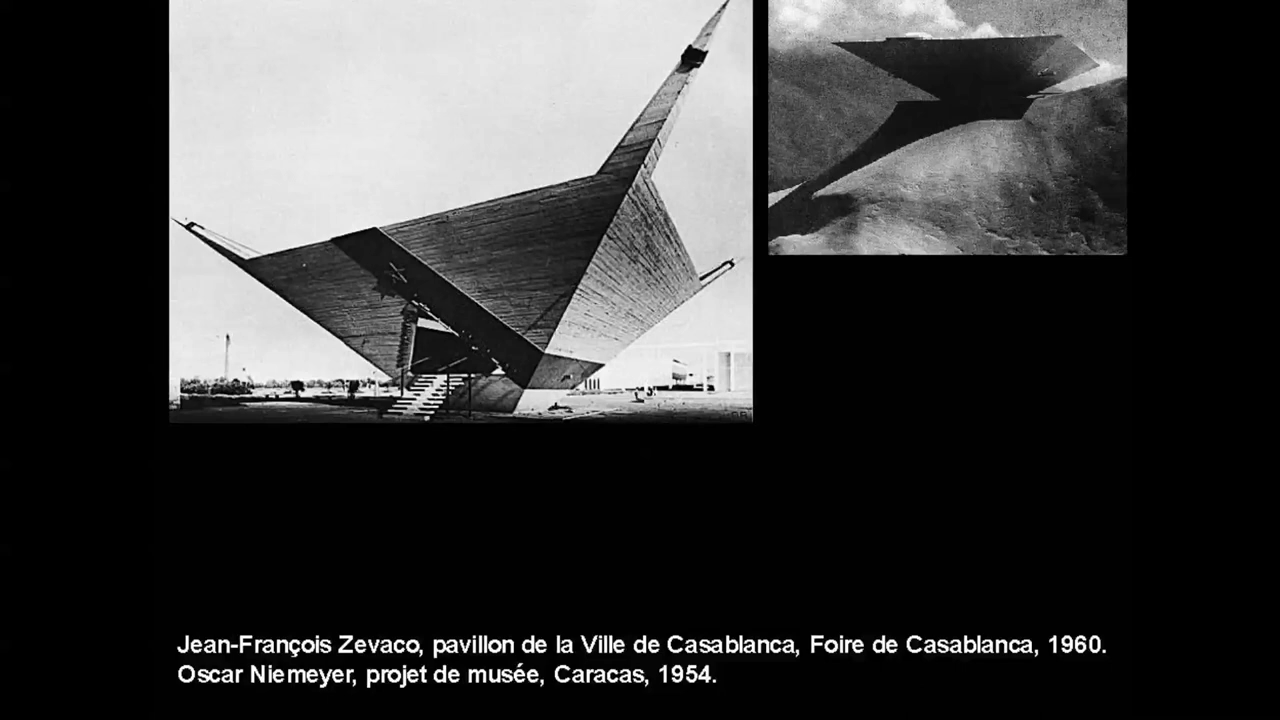 Jean-François Zevaco, pavillon de la Ville de Casablanca, Foire de Casablanca, 1960.
Oscar Niemeyer, projet de musée, Caracas, 1954.